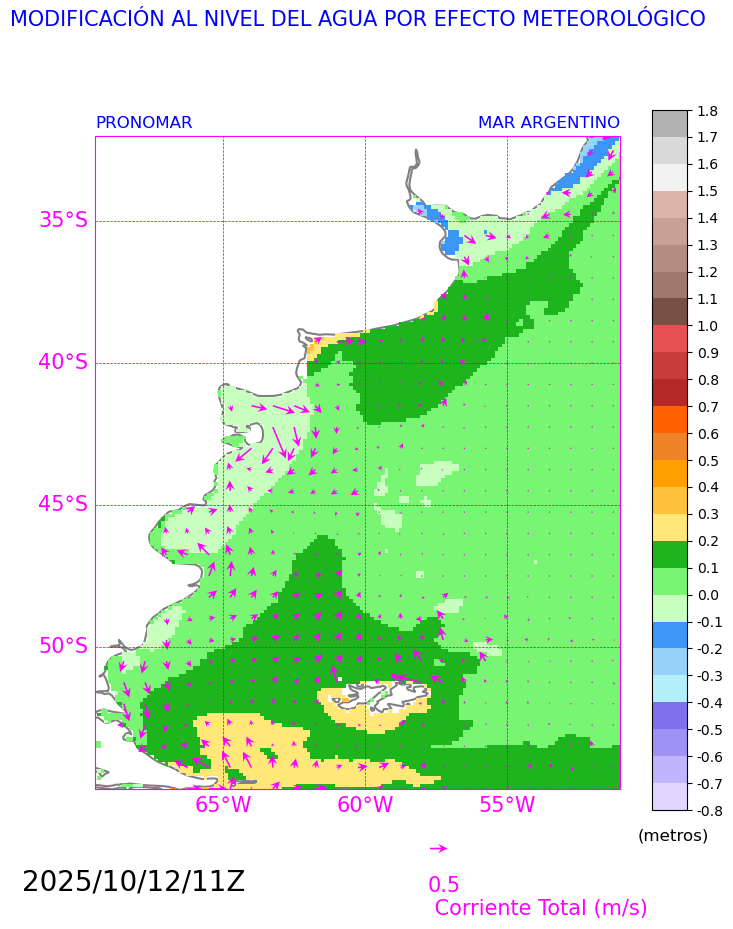 MODIFICACIÓN AL NIVEL DEL AGUA POR EFECTO METEOROLÓGICO
PRONOMAR
MAR ARGENTINO
1.8
1.7
1.6
1.5
1.4
1.3
1.2
1.1
1.0
0.9
0.8
0.7
0.6
0.5
0.4
0.3
0.2
0.1
0.0
-0.1
-0.2
-0.3
-0.4
-0.5
-0.6
-0.7
-0.8
(metros)
35°S
40°S
45°S
50°S
65°W
60°W
55°W
2025/10/12/11Z
0.5
Corriente Total (m/s)